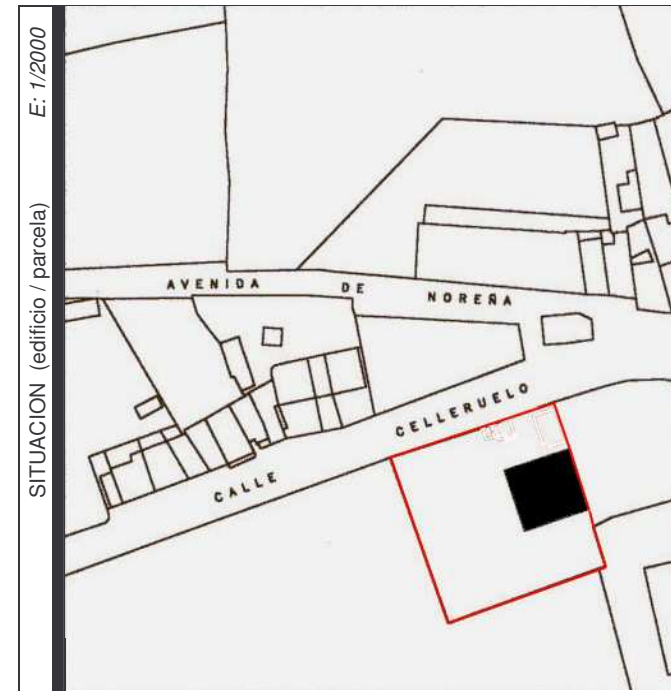 SITUACION (edificio / parcela) E: 1/2000
AVENIDA DE NOREÑA
CALLE CELLERUELO